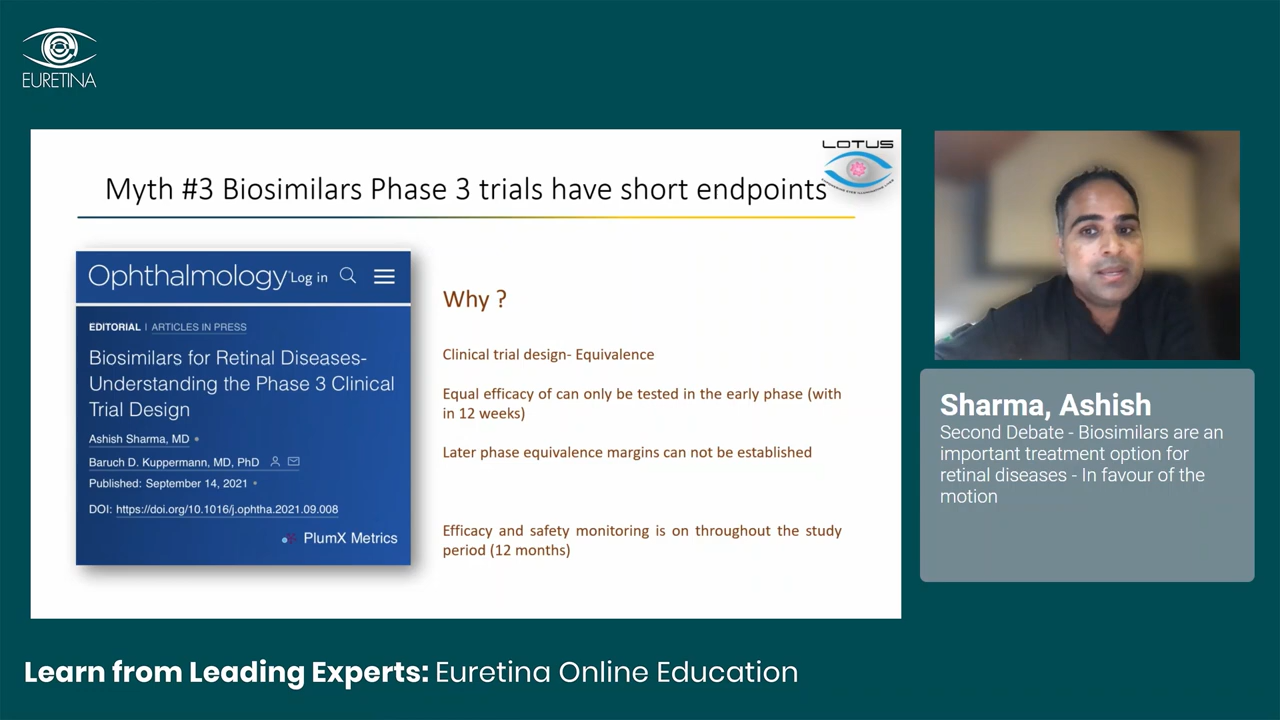 EURETINA
LOTUS
Myth #3 Biosimilars Phase 3 trials have short endpoints
Ophthalmology
Log in
EDITORIAL | ARTICLES IN PRESS
Biosimilars for Retinal Diseases-
Understanding the Phase 3 Clinical
Trial Design
Ashish Sharma, MD
Baruch D. Kuppermann, MD, PhD
Published: September 14, 2021
DOI: https://doi.org/10.1016/j.ophtha.2021.09.008
PlumX Metrics
Why ?
Clinical trial design- Equivalence
Equal efficacy of can only be tested in the early phase (with
in 12 weeks)
Later phase equivalence margins can not be established
Efficacy and safety monitoring is on throughout the study
period (12 months)
Sharma, Ashish
Second Debate - Biosimilars are an
important treatment option for
retinal diseases - In favour of the
motion
Learn from Leading Experts: Euretina Online Education